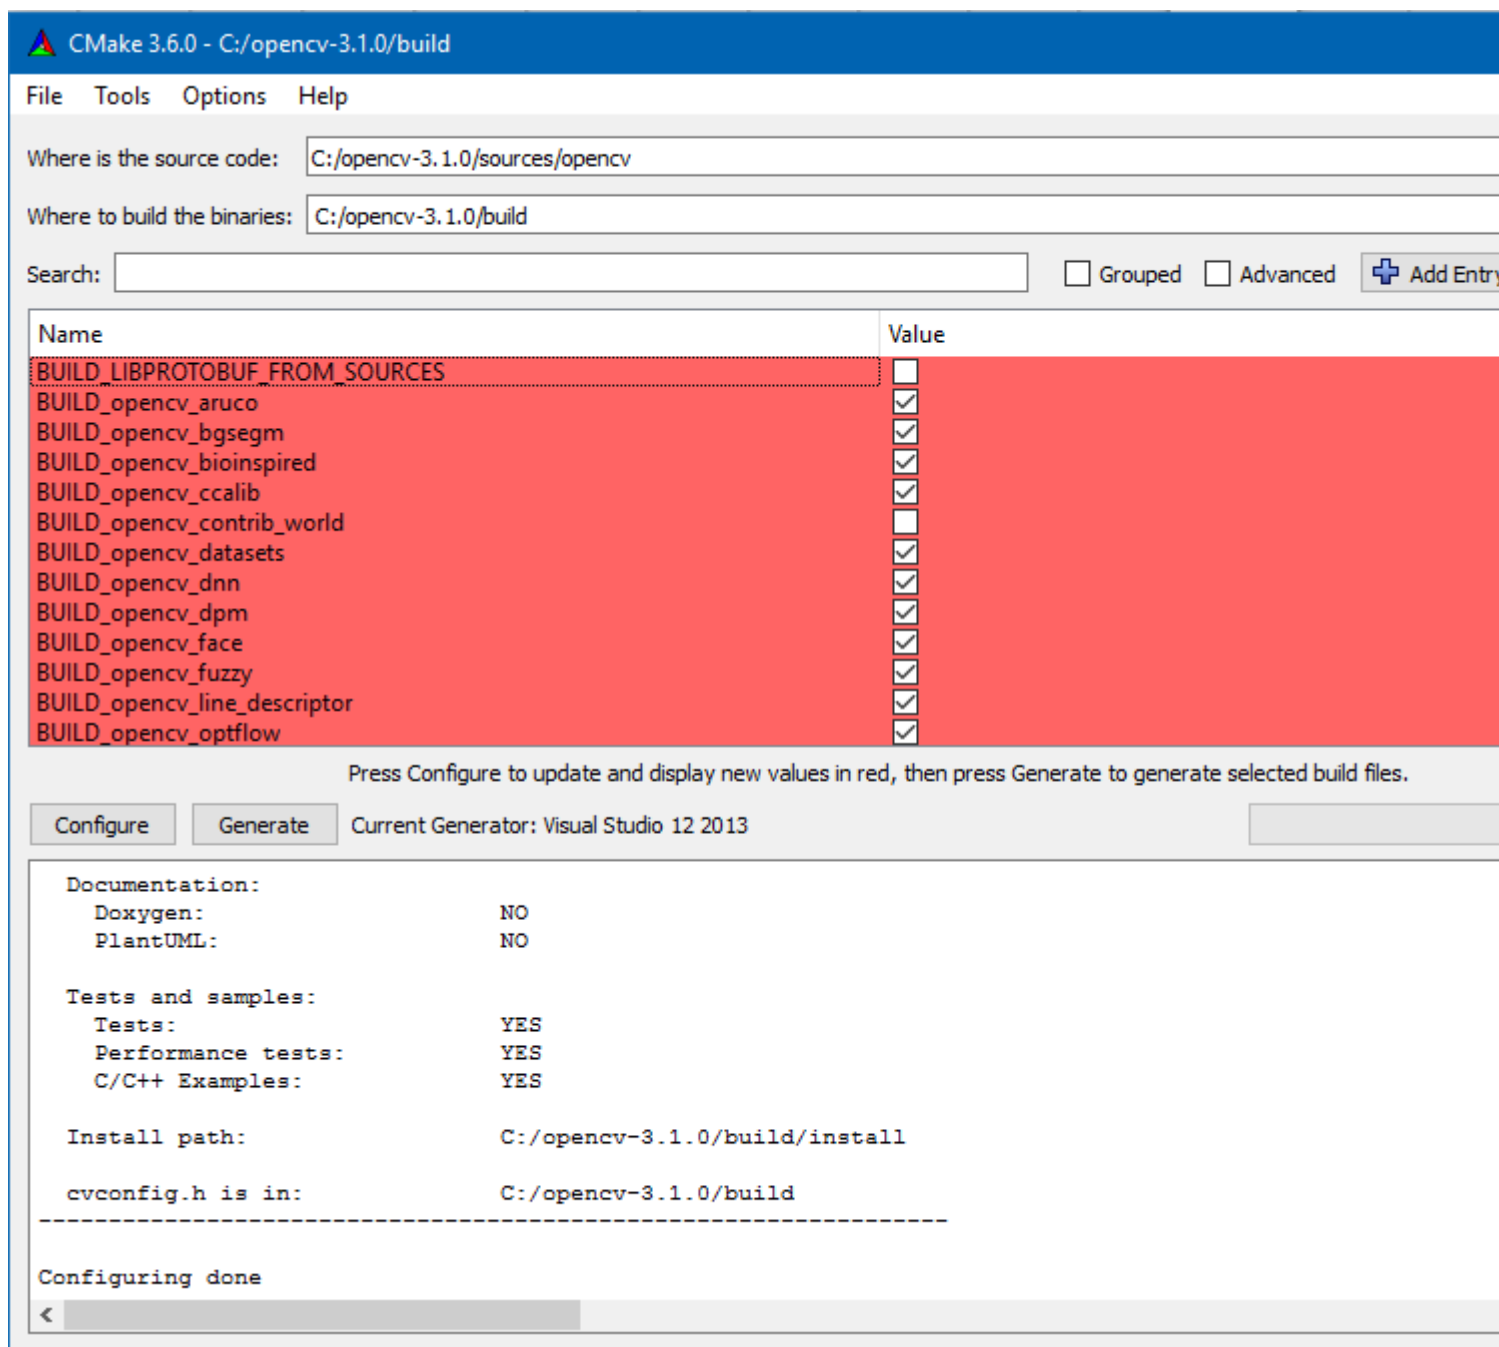 CMake 3.6.0 - C:/opencv-3.1.0/build
File Tools Options Help
Where is the source code: C:/opencv-3.1.0/sources/opencv
Where to build the binaries: C:/opencv-3.1.0/build
Search: Grouped Advanced Add Entry
Name Value
BUILD_LIBPROTOBUF_FROM_SOURCES
BUILD_opencv_aruco
BUILD_opencv_bgsegm
BUILD_opencv_bioinspired
BUILD_opencv_ccalib
BUILD_opencv_contrib_world
BUILD_opencv_datasets
BUILD_opencv_dnn
BUILD_opencv_dpm
BUILD_opencv_face
BUILD_opencv_fuzzy
BUILD_opencv_line_descriptor
BUILD_opencv_optflow
Press Configure to update and display new values in red, then press Generate to generate selected build files.
Configure Generate Current Generator: Visual Studio 12 2013
Documentation:
Doxygen: NO
PlantUML: NO
Tests and samples:
Tests: YES
Performance tests: YES
C/C++ Examples: YES
Install path: C:/opencv-3.1.0/build/install
cvconfig.h is in: C:/opencv-3.1.0/build
-----------------------------------------------------------------
Configuring done